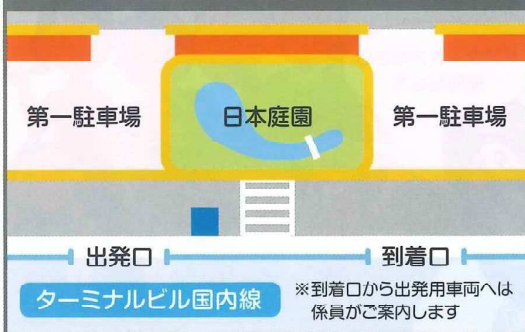 第一駐車場
日本庭園
第一駐車場
出発口
到着口
ターミナルビル国内線
※到着口から出発用車両へは
係員がご案内します